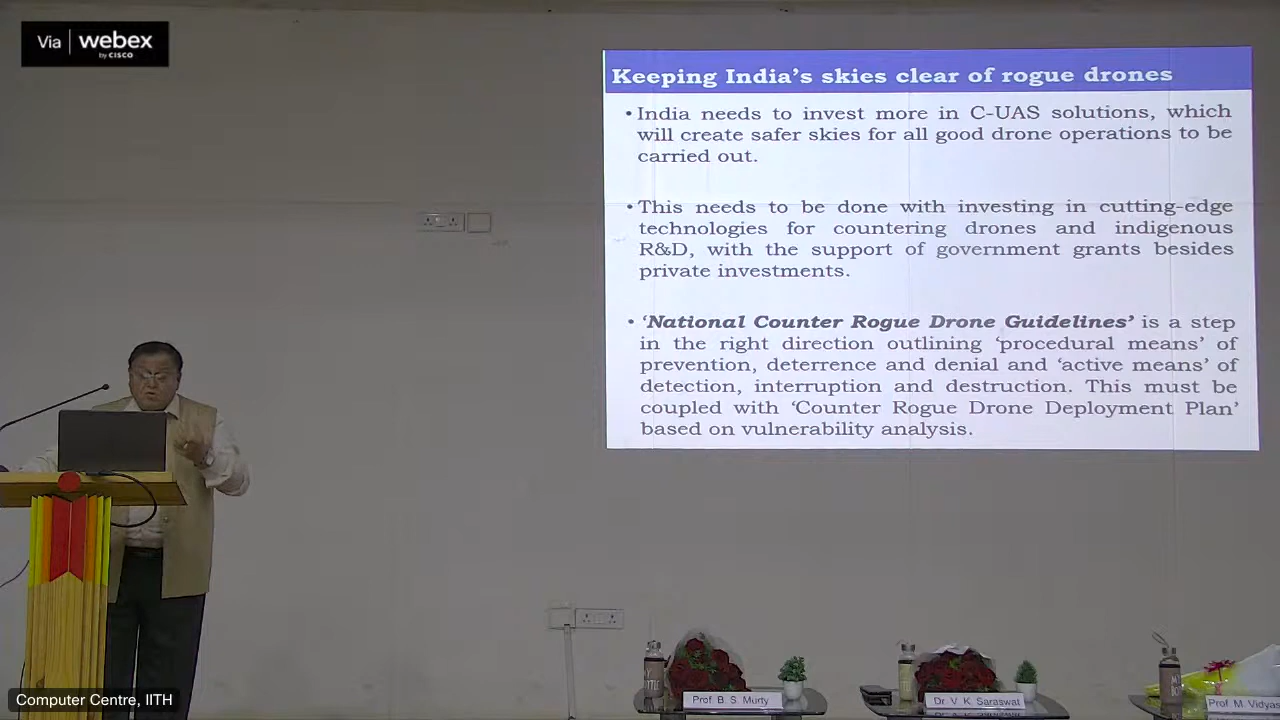 Via | webex
by CISCO
Keeping India's skies clear of rogue drones
• India needs to invest more in C-UAS solutions, which
will create safer skies for all good drone operations to be
carried out.
• This needs to be done with investing in cutting-edge
technologies for countering drones and indigenous
R&D, with the support of government grants besides
private investments.
• 'National Counter Rogue Drone Guidelines' is a step
in the right direction outlining 'procedural means' of
prevention, deterrence and denial and 'active means' of
detection, interruption and destruction. This must be
coupled with 'Counter Rogue Drone Deployment Plan'
based on vulnerability analysis.
Prof B. S. Murty
Dr. V. K. Saraswat
Prof M. Vidyas
Computer Centre, IITH